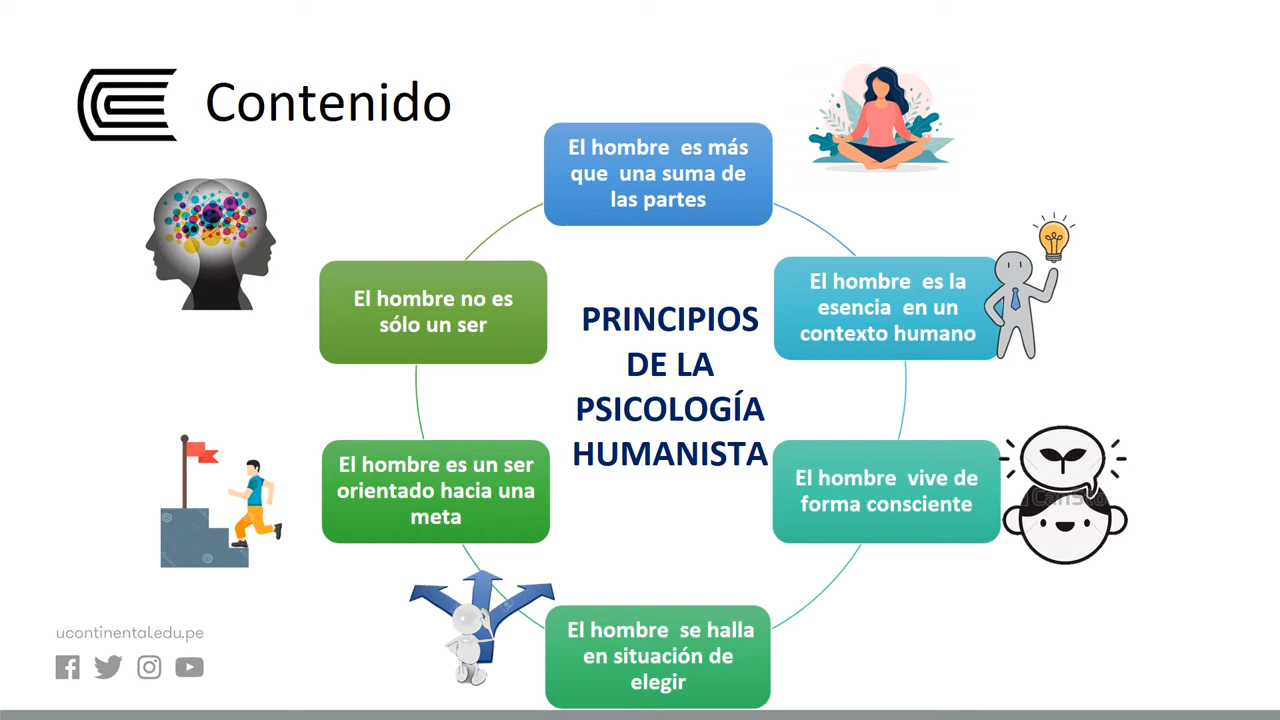 Contenido
El hombre es más
que una suma de
las partes
El hombre es la
esencia en un
contexto humano
El hombre vive de
forma consciente
El hombre se halla
en situación de
elegir
El hombre es un ser
orientado hacia una
meta
El hombre no es
sólo un ser
PRINCIPIOS
DE LA
PSICOLOGÍA
HUMANISTA
ucontinental.edu.pe